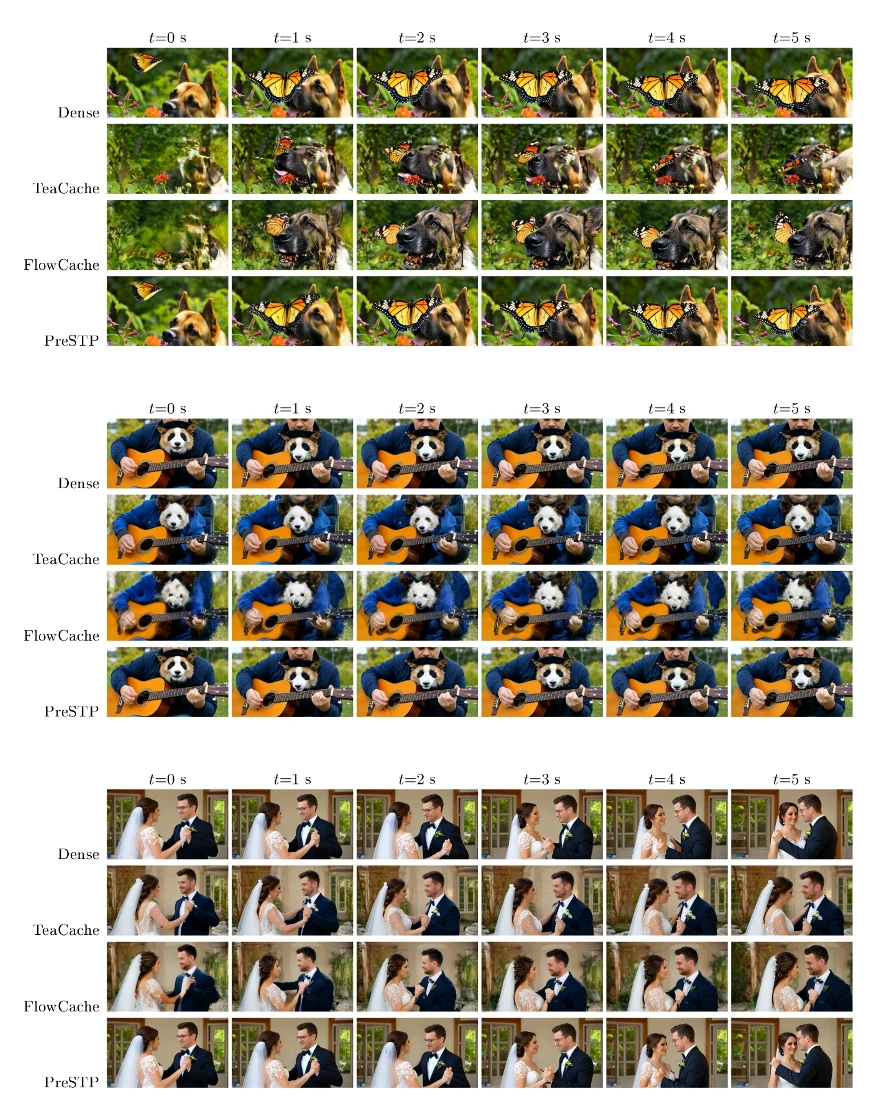 t=0 s t=1 s t=2 s t=3 s t=4 s t=5 s
Dense
TeaCache
FlowCache
PreSTP
t=0 s t=1 s t=2 s t=3 s t=4 s t=5 s
Dense
TeaCache
FlowCache
PreSTP
t=0 s t=1 s t=2 s t=3 s t=4 s t=5 s
Dense
TeaCache
FlowCache
PreSTP